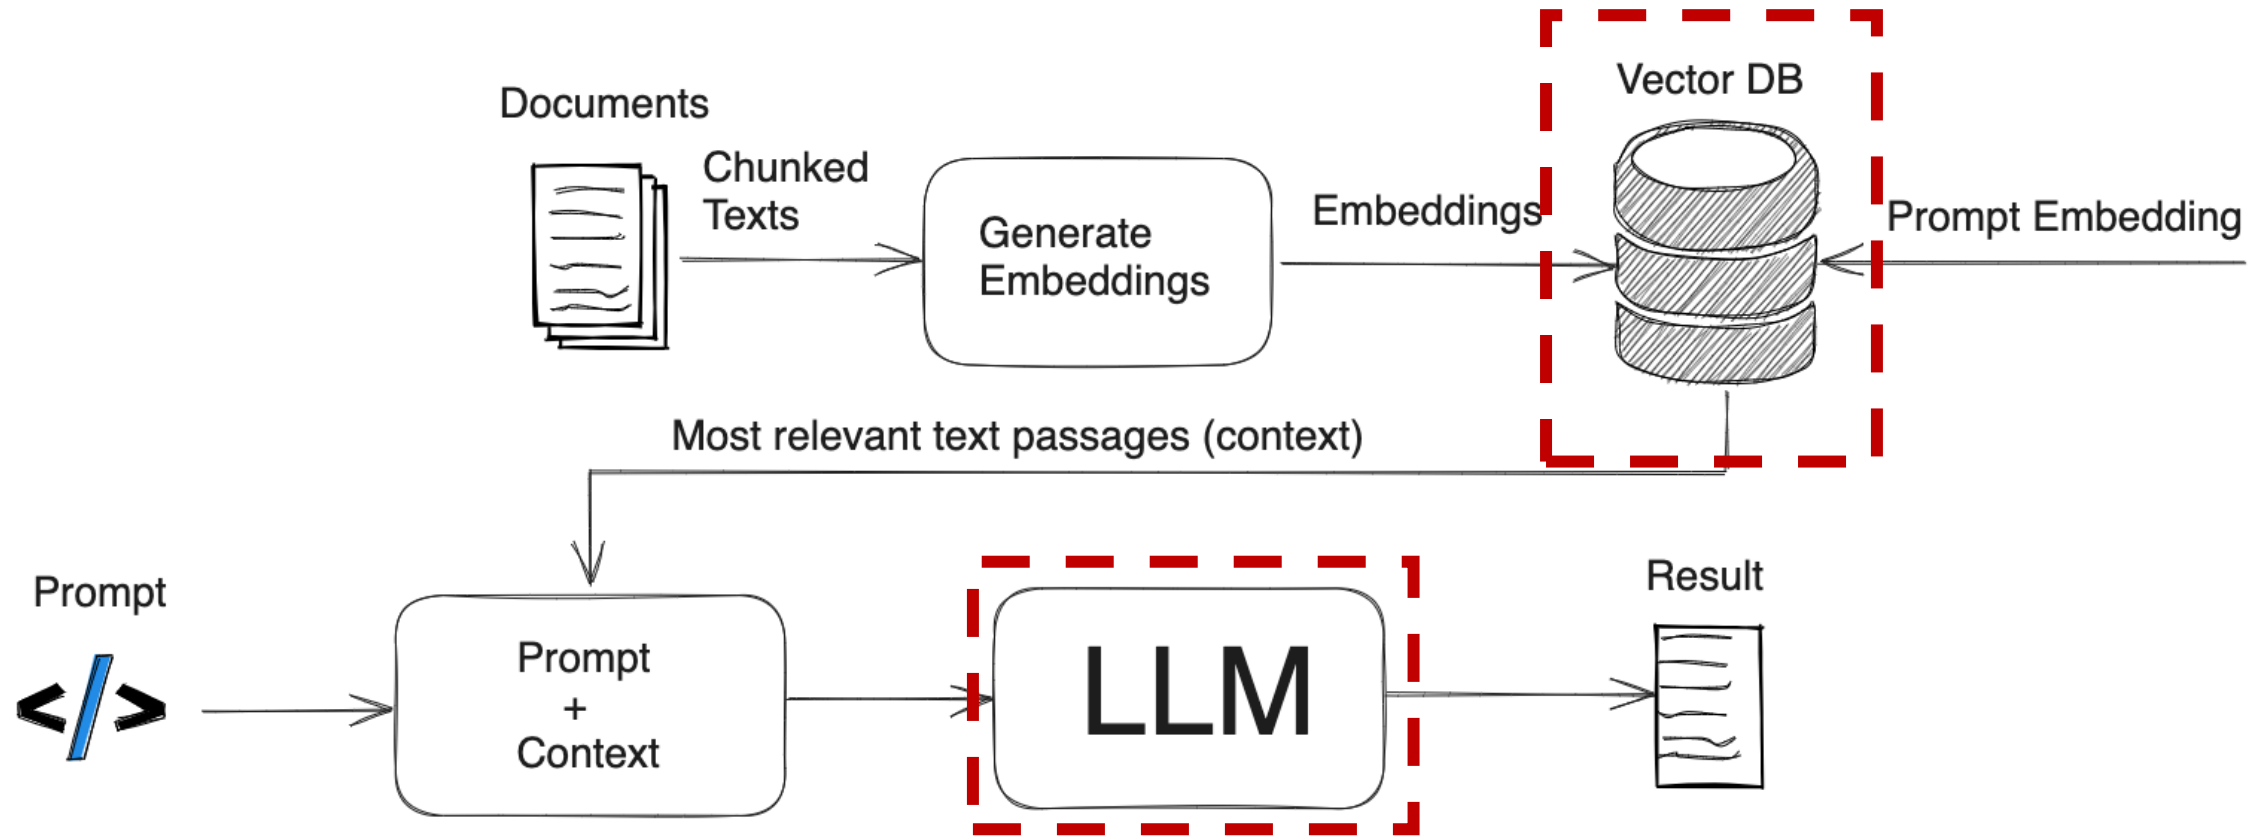 Documents
Chunked
Texts
Generate
Embeddings
Embeddings
Vector DB
Prompt Embedding
Most relevant text passages (context)
Prompt
</>
Prompt
+
Context
LLM
Result